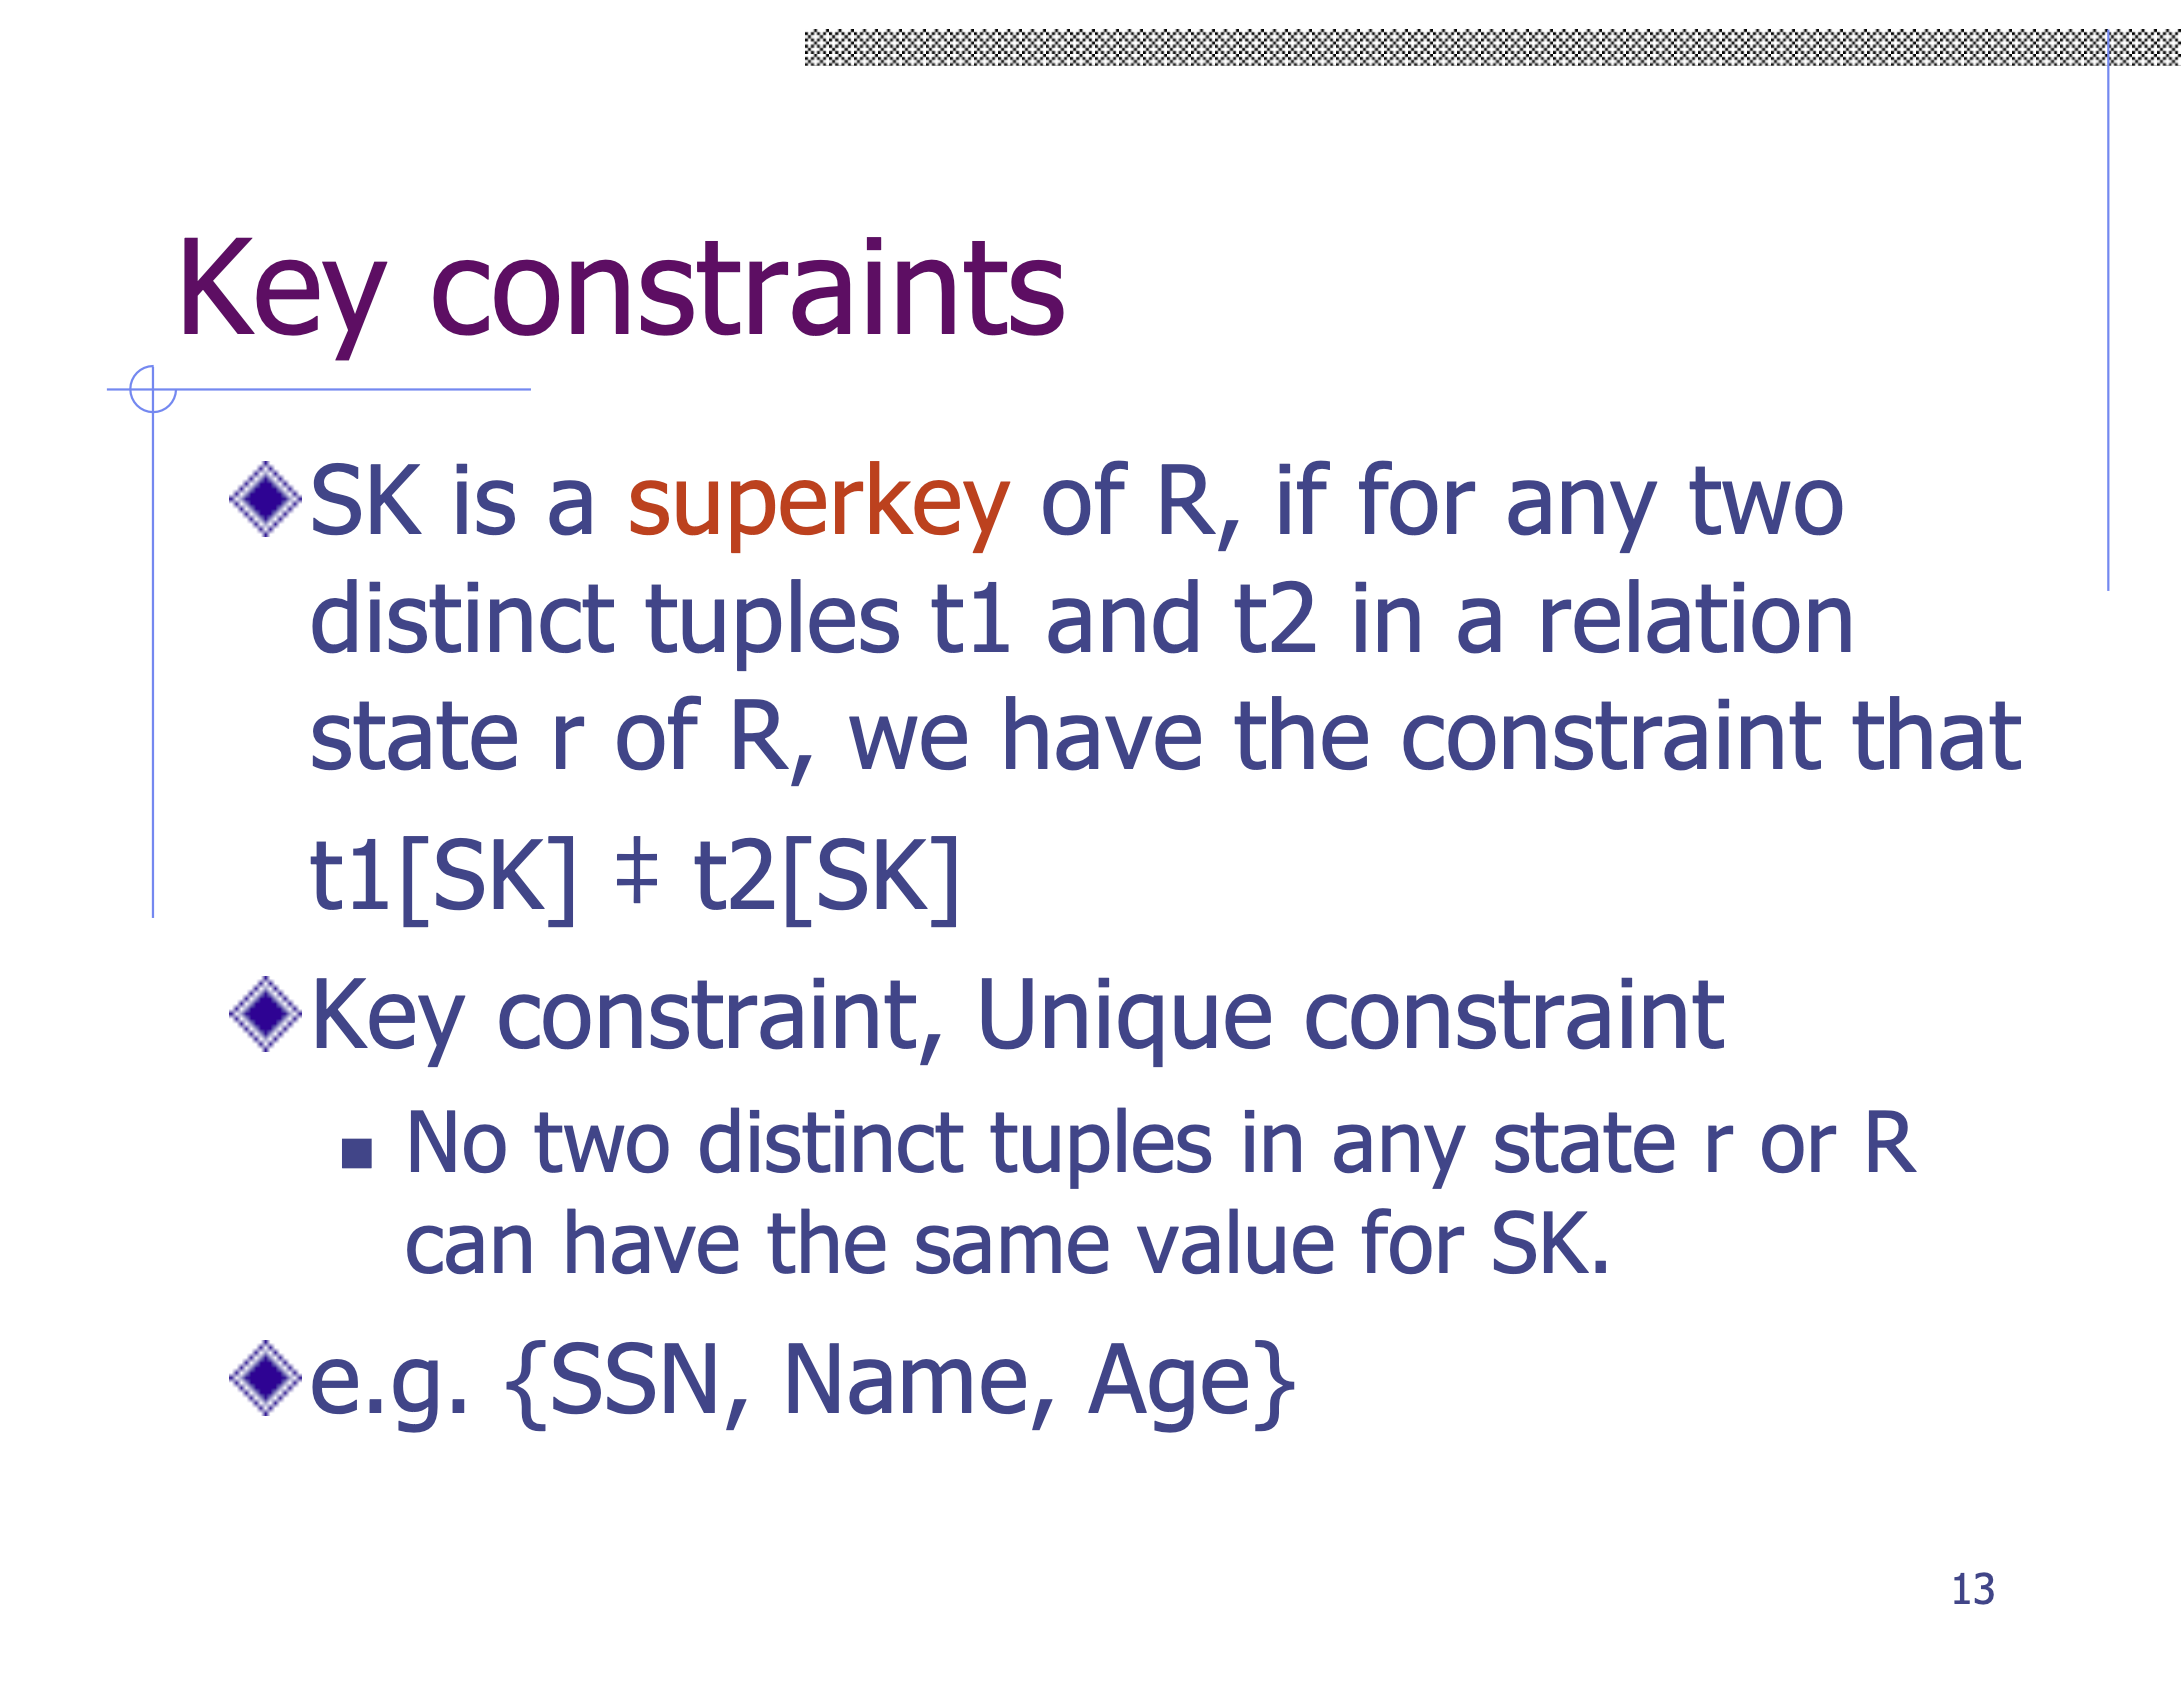 Key constraints
SK is a superkey of R, if for any two
distinct tuples t1 and t2 in a relation
state r of R, we have the constraint that
t1[SK] ‡ t2[SK]
Key constraint, Unique constraint
No two distinct tuples in any state r or R
can have the same value for SK.
e.g. {SSN, Name, Age}
13